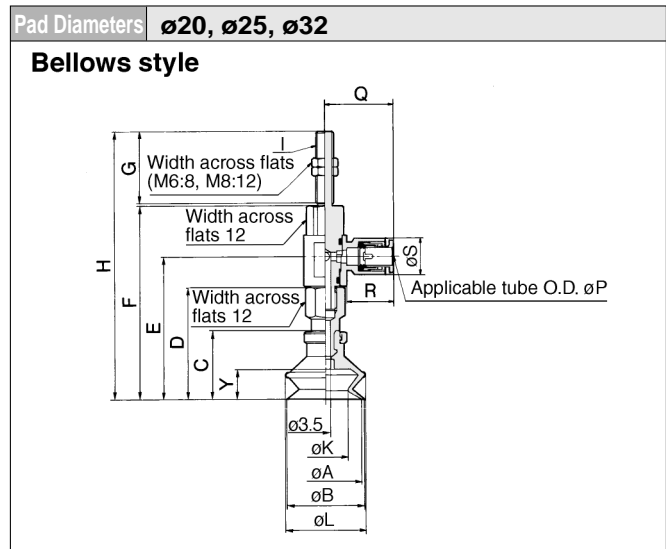 Pad Diameters ø20, ø25, ø32
Bellows style
Q
I
Width across flats
(M6:8, M8:12)
G
Width across
flats 12
H
F
øS
Applicable tube O.D. øP
R
E
Width across
flats 12
D
C
Y
ø3.5
øK
øA
øB
øL